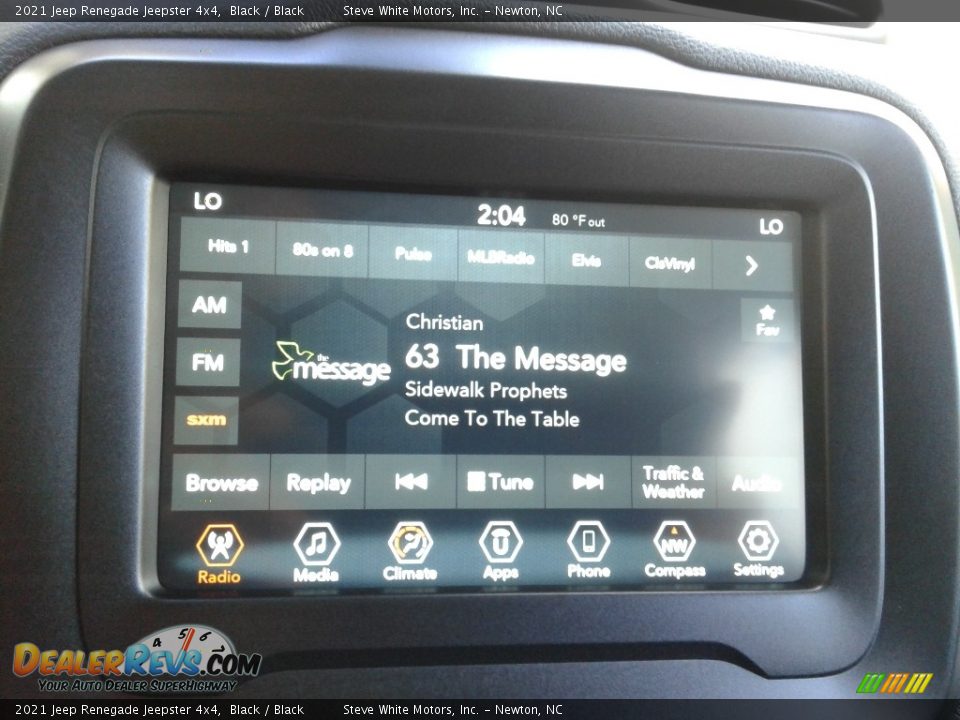 2021 Jeep Renegade Jeepster 4x4, Black / Black Steve White Motors, Inc. - Newton, NC
LO 2:04 80 °F out LO
Hits 1 80s on 8 Pulse MLBRadio Elvis ClsVinyl
AM
Fav
FM
sxm
the message
Christian
63 The Message
Sidewalk Prophets
Come To The Table
Browse Replay Tune Traffic & Weather Audio
NW
Radio Media Climate Apps Phone Compass Settings
4 5 6
DealerRevs.com
Your Auto Dealer SuperHighway
2021 Jeep Renegade Jeepster 4x4, Black / Black Steve White Motors, Inc. - Newton, NC